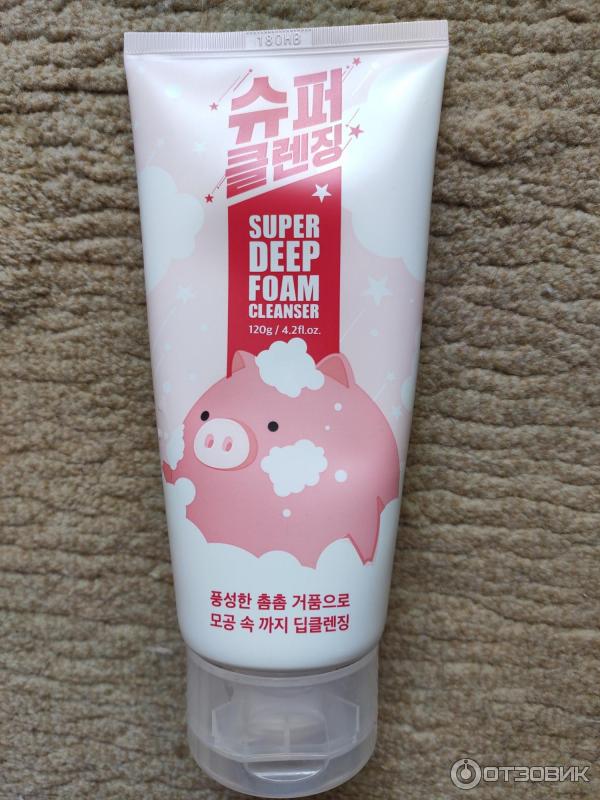 180HB
슈퍼
클렌징
SUPER
DEEP
FOAM
CLEANSER
120g / 4.2fl.oz.
풍성한 촘촘 거품으로
모공 속 까지 딥클렌징
ОТЗОВИК